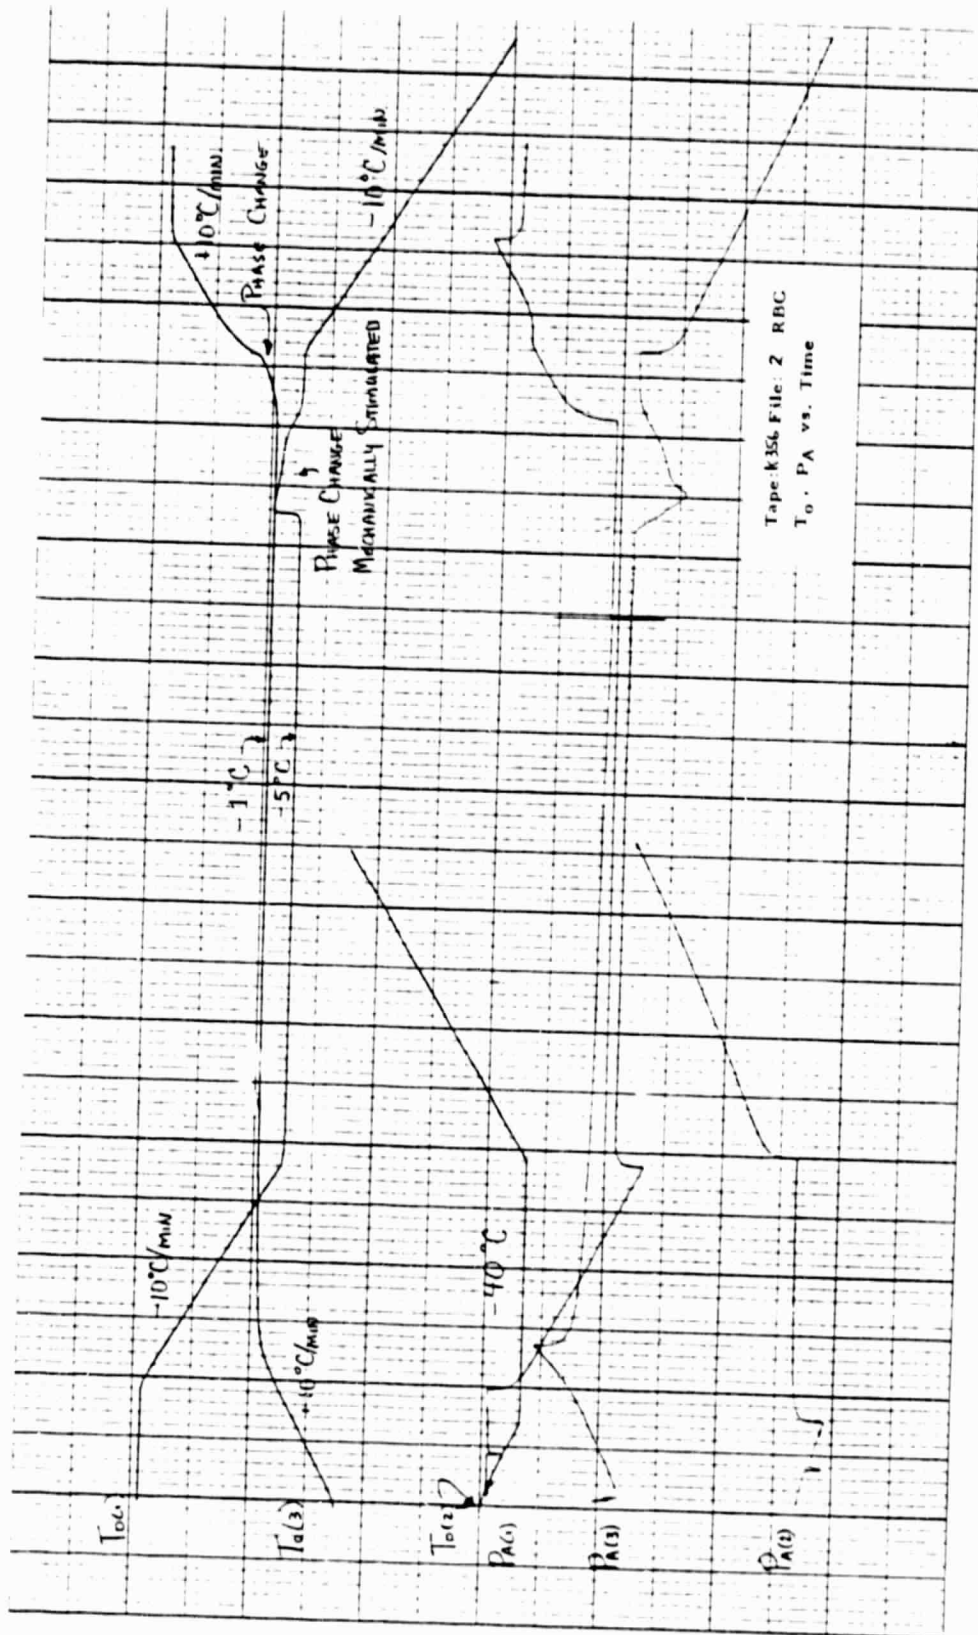 +10°C/MIN.
PHASE CHANGE
-10°C/MIN
PHASE CHANGE
MECHANICALLY STIMULATED
-1°C
-5°C
-10°C/MIN
+10°C/MIN
-40°C
To(1)
To(3)
To(2)
PA(1)
PA(3)
PA(2)
Tape:K356 File: 2 RBC
To, PA vs. Time